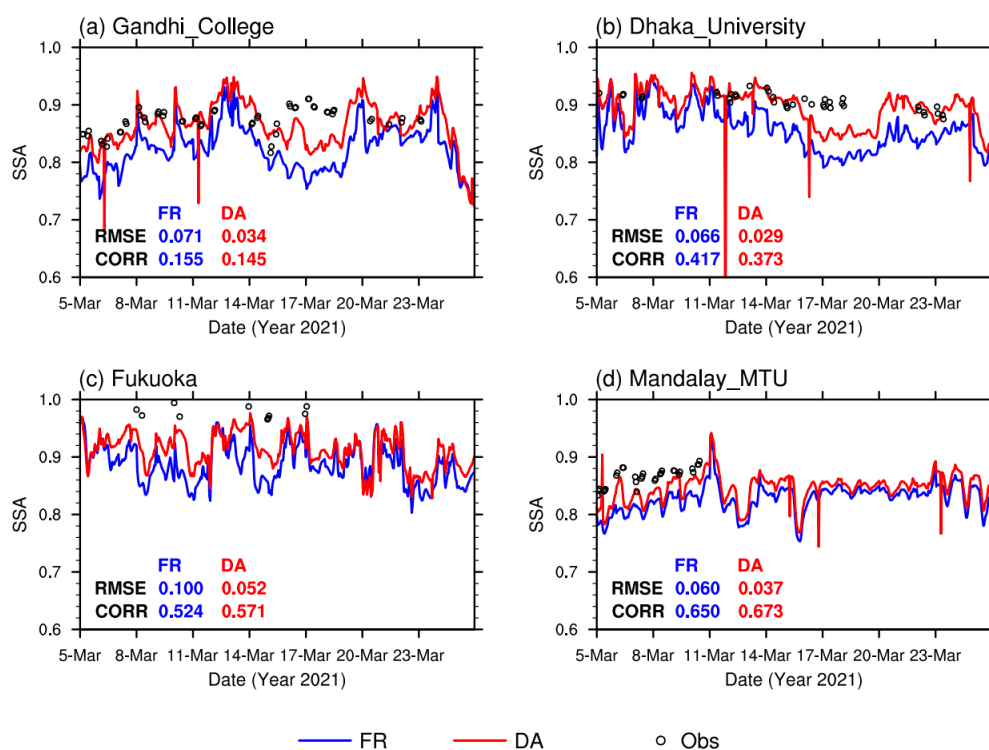 (a) Gandhi_College
1.0
0.9
0.8
0.7
0.6
SSA
FR DA
RMSE 0.071 0.034
CORR 0.155 0.145
5-Mar 8-Mar 11-Mar 14-Mar 17-Mar 20-Mar 23-Mar
Date (Year 2021)
(b) Dhaka_University
1.0
0.9
0.8
0.7
0.6
SSA
FR DA
RMSE 0.066 0.029
CORR 0.417 0.373
5-Mar 8-Mar 11-Mar 14-Mar 17-Mar 20-Mar 23-Mar
Date (Year 2021)
(c) Fukuoka
1.0
0.9
0.8
0.7
0.6
SSA
FR DA
RMSE 0.100 0.052
CORR 0.524 0.571
5-Mar 8-Mar 11-Mar 14-Mar 17-Mar 20-Mar 23-Mar
Date (Year 2021)
(d) Mandalay_MTU
1.0
0.9
0.8
0.7
0.6
SSA
FR DA
RMSE 0.060 0.037
CORR 0.650 0.673
5-Mar 8-Mar 11-Mar 14-Mar 17-Mar 20-Mar 23-Mar
Date (Year 2021)
FR DA Obs